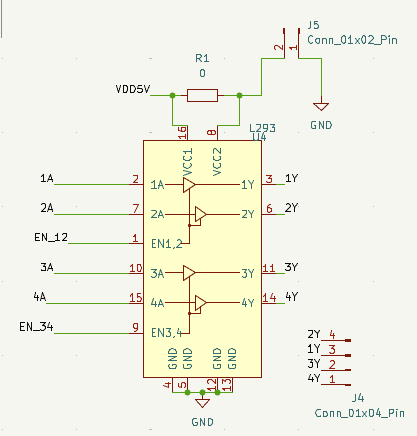 J5
Conn_01x02_Pin
2 1
R1
0
VDD5V
GND
16 8
L293
U4
VCC1 VCC2
1A 2 1A 1Y 3 1Y
2A 7 2A 2Y 6 2Y
EN_12 1 EN1,2
3A 10 3A 3Y 11 3Y
4A 15 4A 4Y 14 4Y
EN_34 9 EN3,4
GND GND GND GND
4 5 12 13
GND
2Y 4
1Y 3
3Y 2
4Y 1
J4
Conn_01x04_Pin